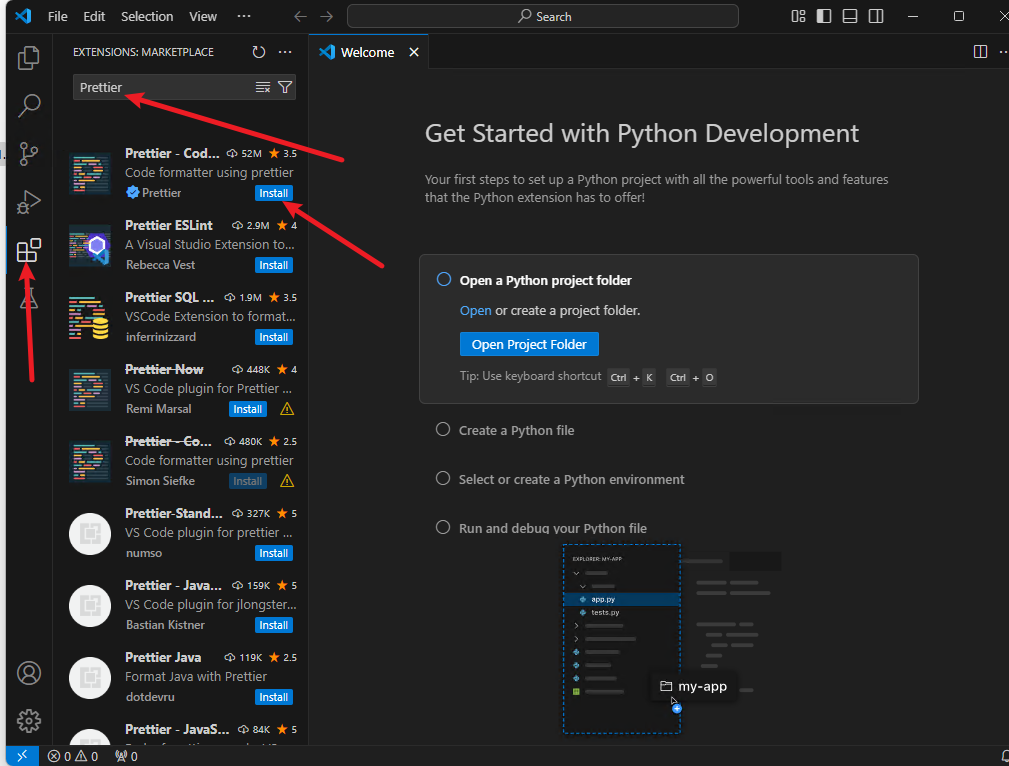 File Edit Selection View ··· Search
EXTENSIONS: MARKETPLACE
Welcome
Prettier
Prettier - Cod... 52M 3.5
Code formatter using prettier
Prettier Install
Prettier ESLint 2.9M 4
A Visual Studio Extension to...
Rebecca Vest Install
Prettier SQL ... 1.9M 3.5
VSCode Extension to format...
inferrinizzard Install
Prettier Now 448K 4
VS Code plugin for Prettier ...
Remi Marsal Install
Prettier - Co... 480K 2.5
Code formatter using prettier
Simon Siefke Install
Prettier-Stand... 327K 5
VS Code plugin for prettier ...
numso Install
Prettier - Java... 159K 5
VS Code plugin for jlongster...
Bastian Kistner Install
Prettier Java 119K 2.5
Format Java with Prettier
dotdevru Install
Prettier - JavaS... 84K 5
Get Started with Python Development
Your first steps to set up a Python project with all the powerful tools and features
that the Python extension has to offer!
Open a Python project folder
Open or create a project folder.
Open Project Folder
Tip: Use keyboard shortcut Ctrl + K Ctrl + O
Create a Python file
Select or create a Python environment
Run and debug your Python file
EXPLORER: MY-APP
app.py
tests.py
my-app
0 0 0